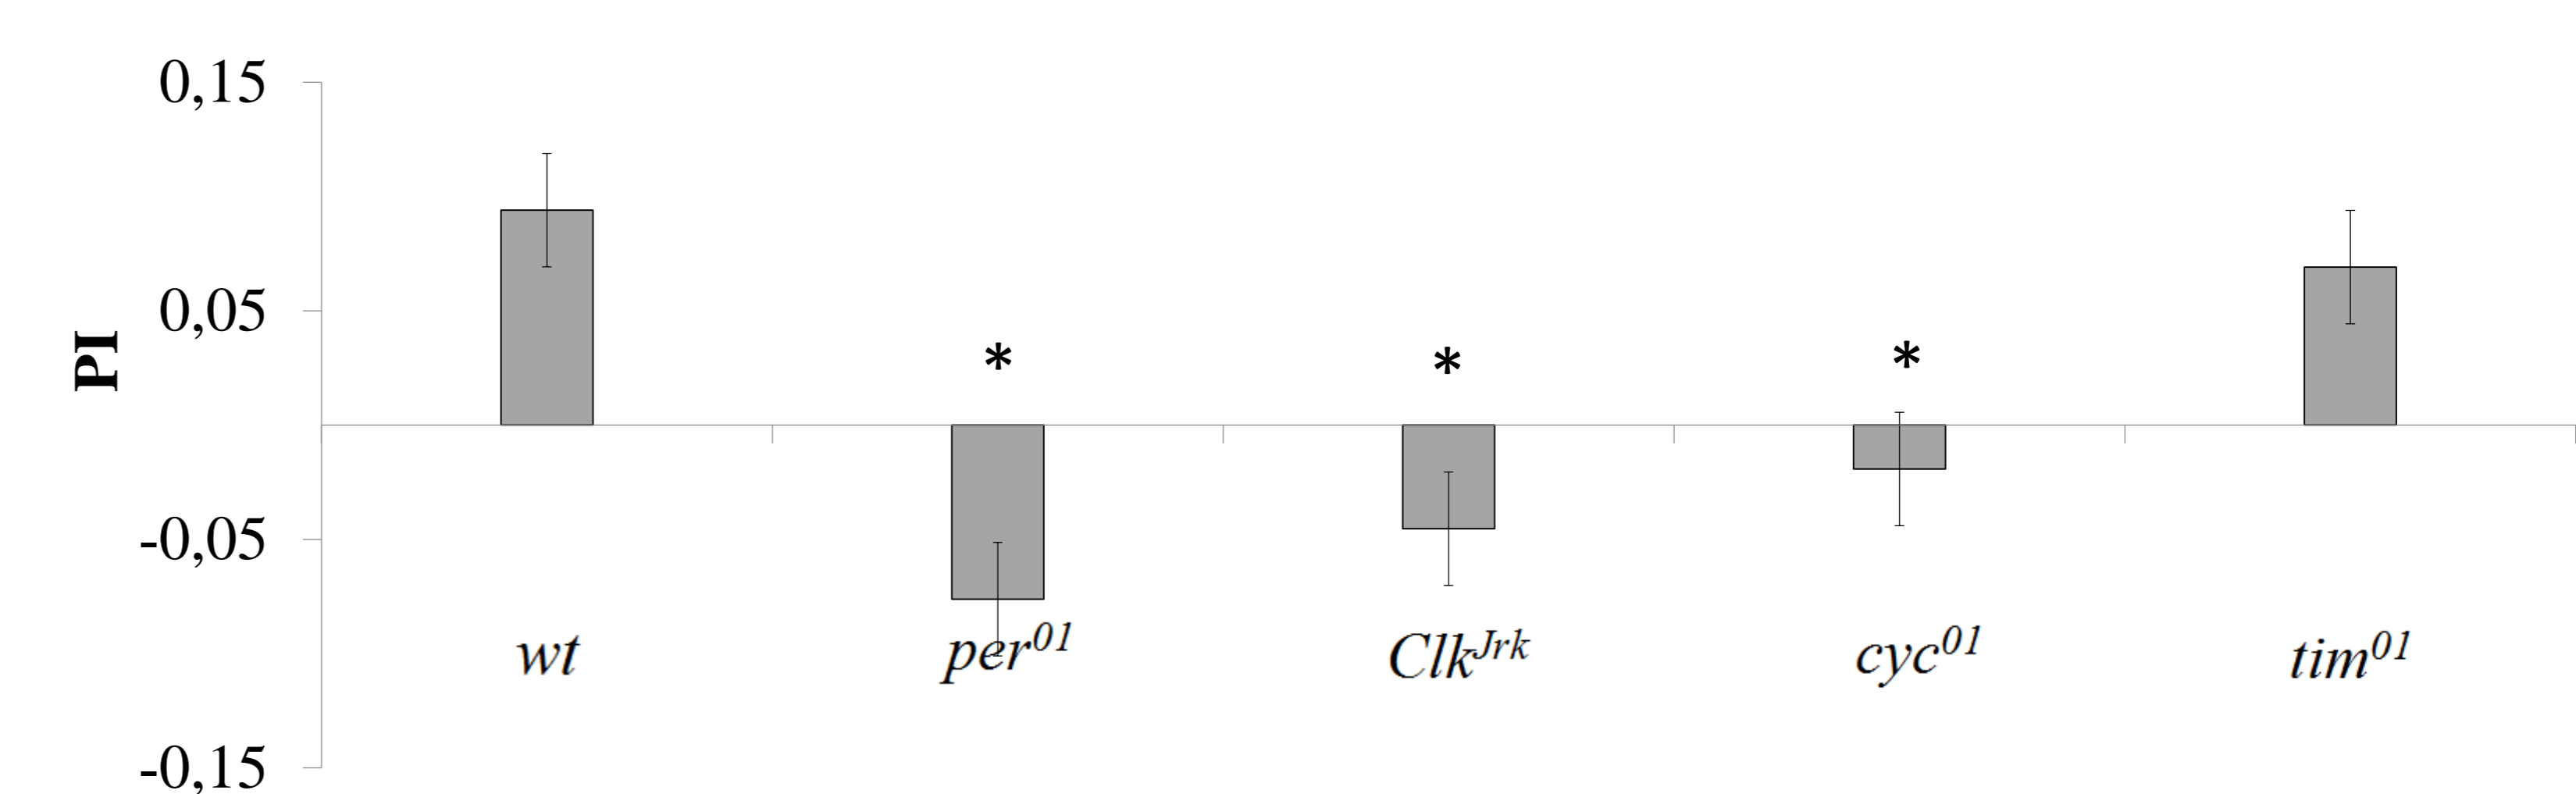 0,15
0,05
PI
* * *
-0,05
wt per⁰¹ Clkᴶʳᵏ cyc⁰¹ tim⁰¹
-0,15